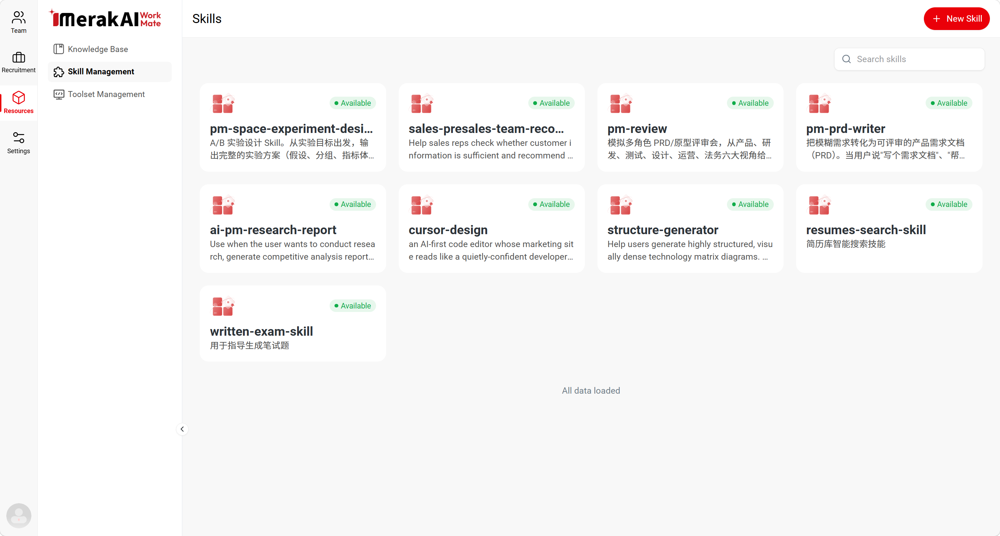 Team
Recruitment
Resources
Settings
iMerakAI Work Mate
Knowledge Base
Skill Management
Toolset Management
Skills
New Skill
Search skills
Available
pm-space-experiment-desi...
A/B 实验设计 Skill。从实验目标出发，输
出完整的实验方案（假设、分组、指标体...
Available
sales-presales-team-reco...
Help sales reps check whether customer i
nformation is sufficient and recommend ...
Available
pm-review
模拟多角色 PRD/原型评审会，从产品、研
发、测试、设计、运营、法务六大视角给...
Available
pm-prd-writer
把模糊需求转化为可评审的产品需求文档
（PRD）。当用户说"写个需求文档"、"帮...
Available
ai-pm-research-report
Use when the user wants to conduct resea
rch, generate competitive analysis report...
Available
cursor-design
an AI-first code editor whose marketing sit
e reads like a quietly-confident developer...
Available
structure-generator
Help users generate highly structured, visu
ally dense technology matrix diagrams. ...
Available
resumes-search-skill
简历库智能搜索技能
Available
written-exam-skill
用于指导生成笔试题
All data loaded